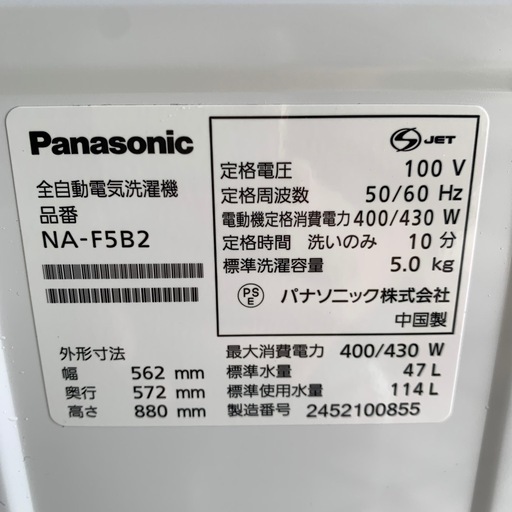 Panasonic
全自動電気洗濯機
品番
NA-F5B2
外形寸法
幅 562 mm
奥行 572 mm
高さ 880 mm
S JET
定格電圧 100 V
定格周波数 50/60 Hz
電動機定格消費電力 400/430 W
定格時間 洗いのみ 10 分
標準洗濯容量 5.0 kg
PS E パナソニック株式会社
中国製
最大消費電力 400/430 W
標準水量 47 L
標準使用水量 114 L
製造番号 2452100855